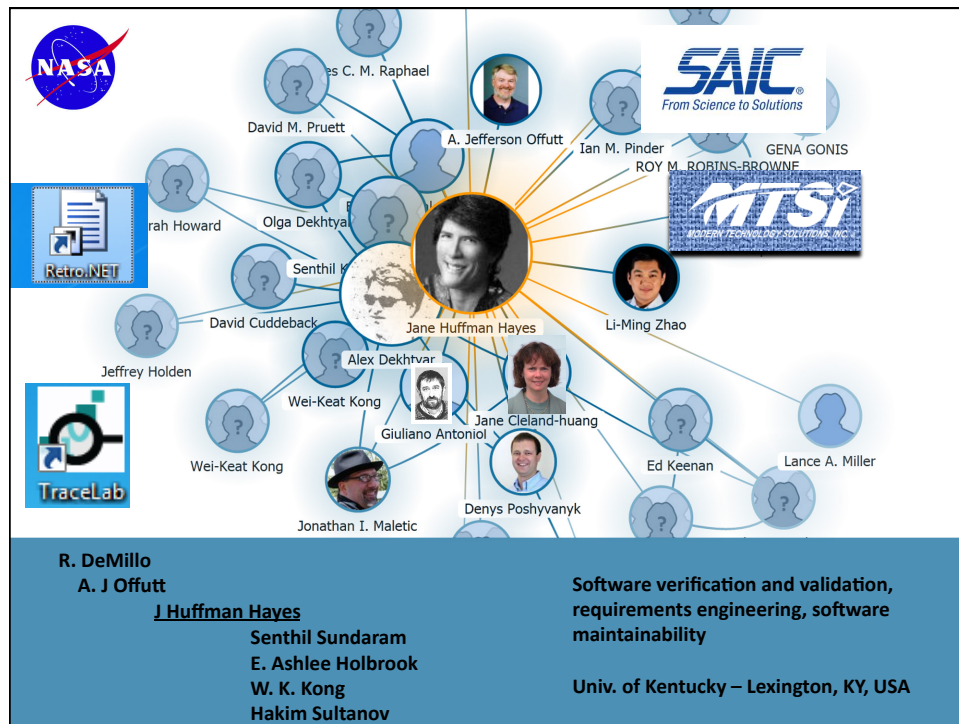 NASA
es C. M. Raphael
David M. Pruett
A. Jefferson Offutt
SAIC
®
From Science to Solutions
Ian M. Pinder
GENA GONIS
ROY M. ROBINS-BROWNE
MTSi
MODERN TECHNOLOGY SOLUTIONS, INC.
Retro.NET
rah Howard
Olga Dekhtyar
Senthil
Jane Huffman Hayes
Li-Ming Zhao
David Cuddeback
Jeffrey Holden
Alex Dekhtyar
Wei-Keat Kong
Giuliano Antoniol
Jane Cleland-huang
Wei-Keat Kong
Ed Keenan
Lance A. Miller
TraceLab
Jonathan I. Maletic
Denys Poshyvanyk
R. DeMillo
A. J Offutt
J Huffman Hayes
Senthil Sundaram
E. Ashlee Holbrook
W. K. Kong
Hakim Sultanov
Software verification and validation,
requirements engineering, software
maintainability
Univ. of Kentucky – Lexington, KY, USA